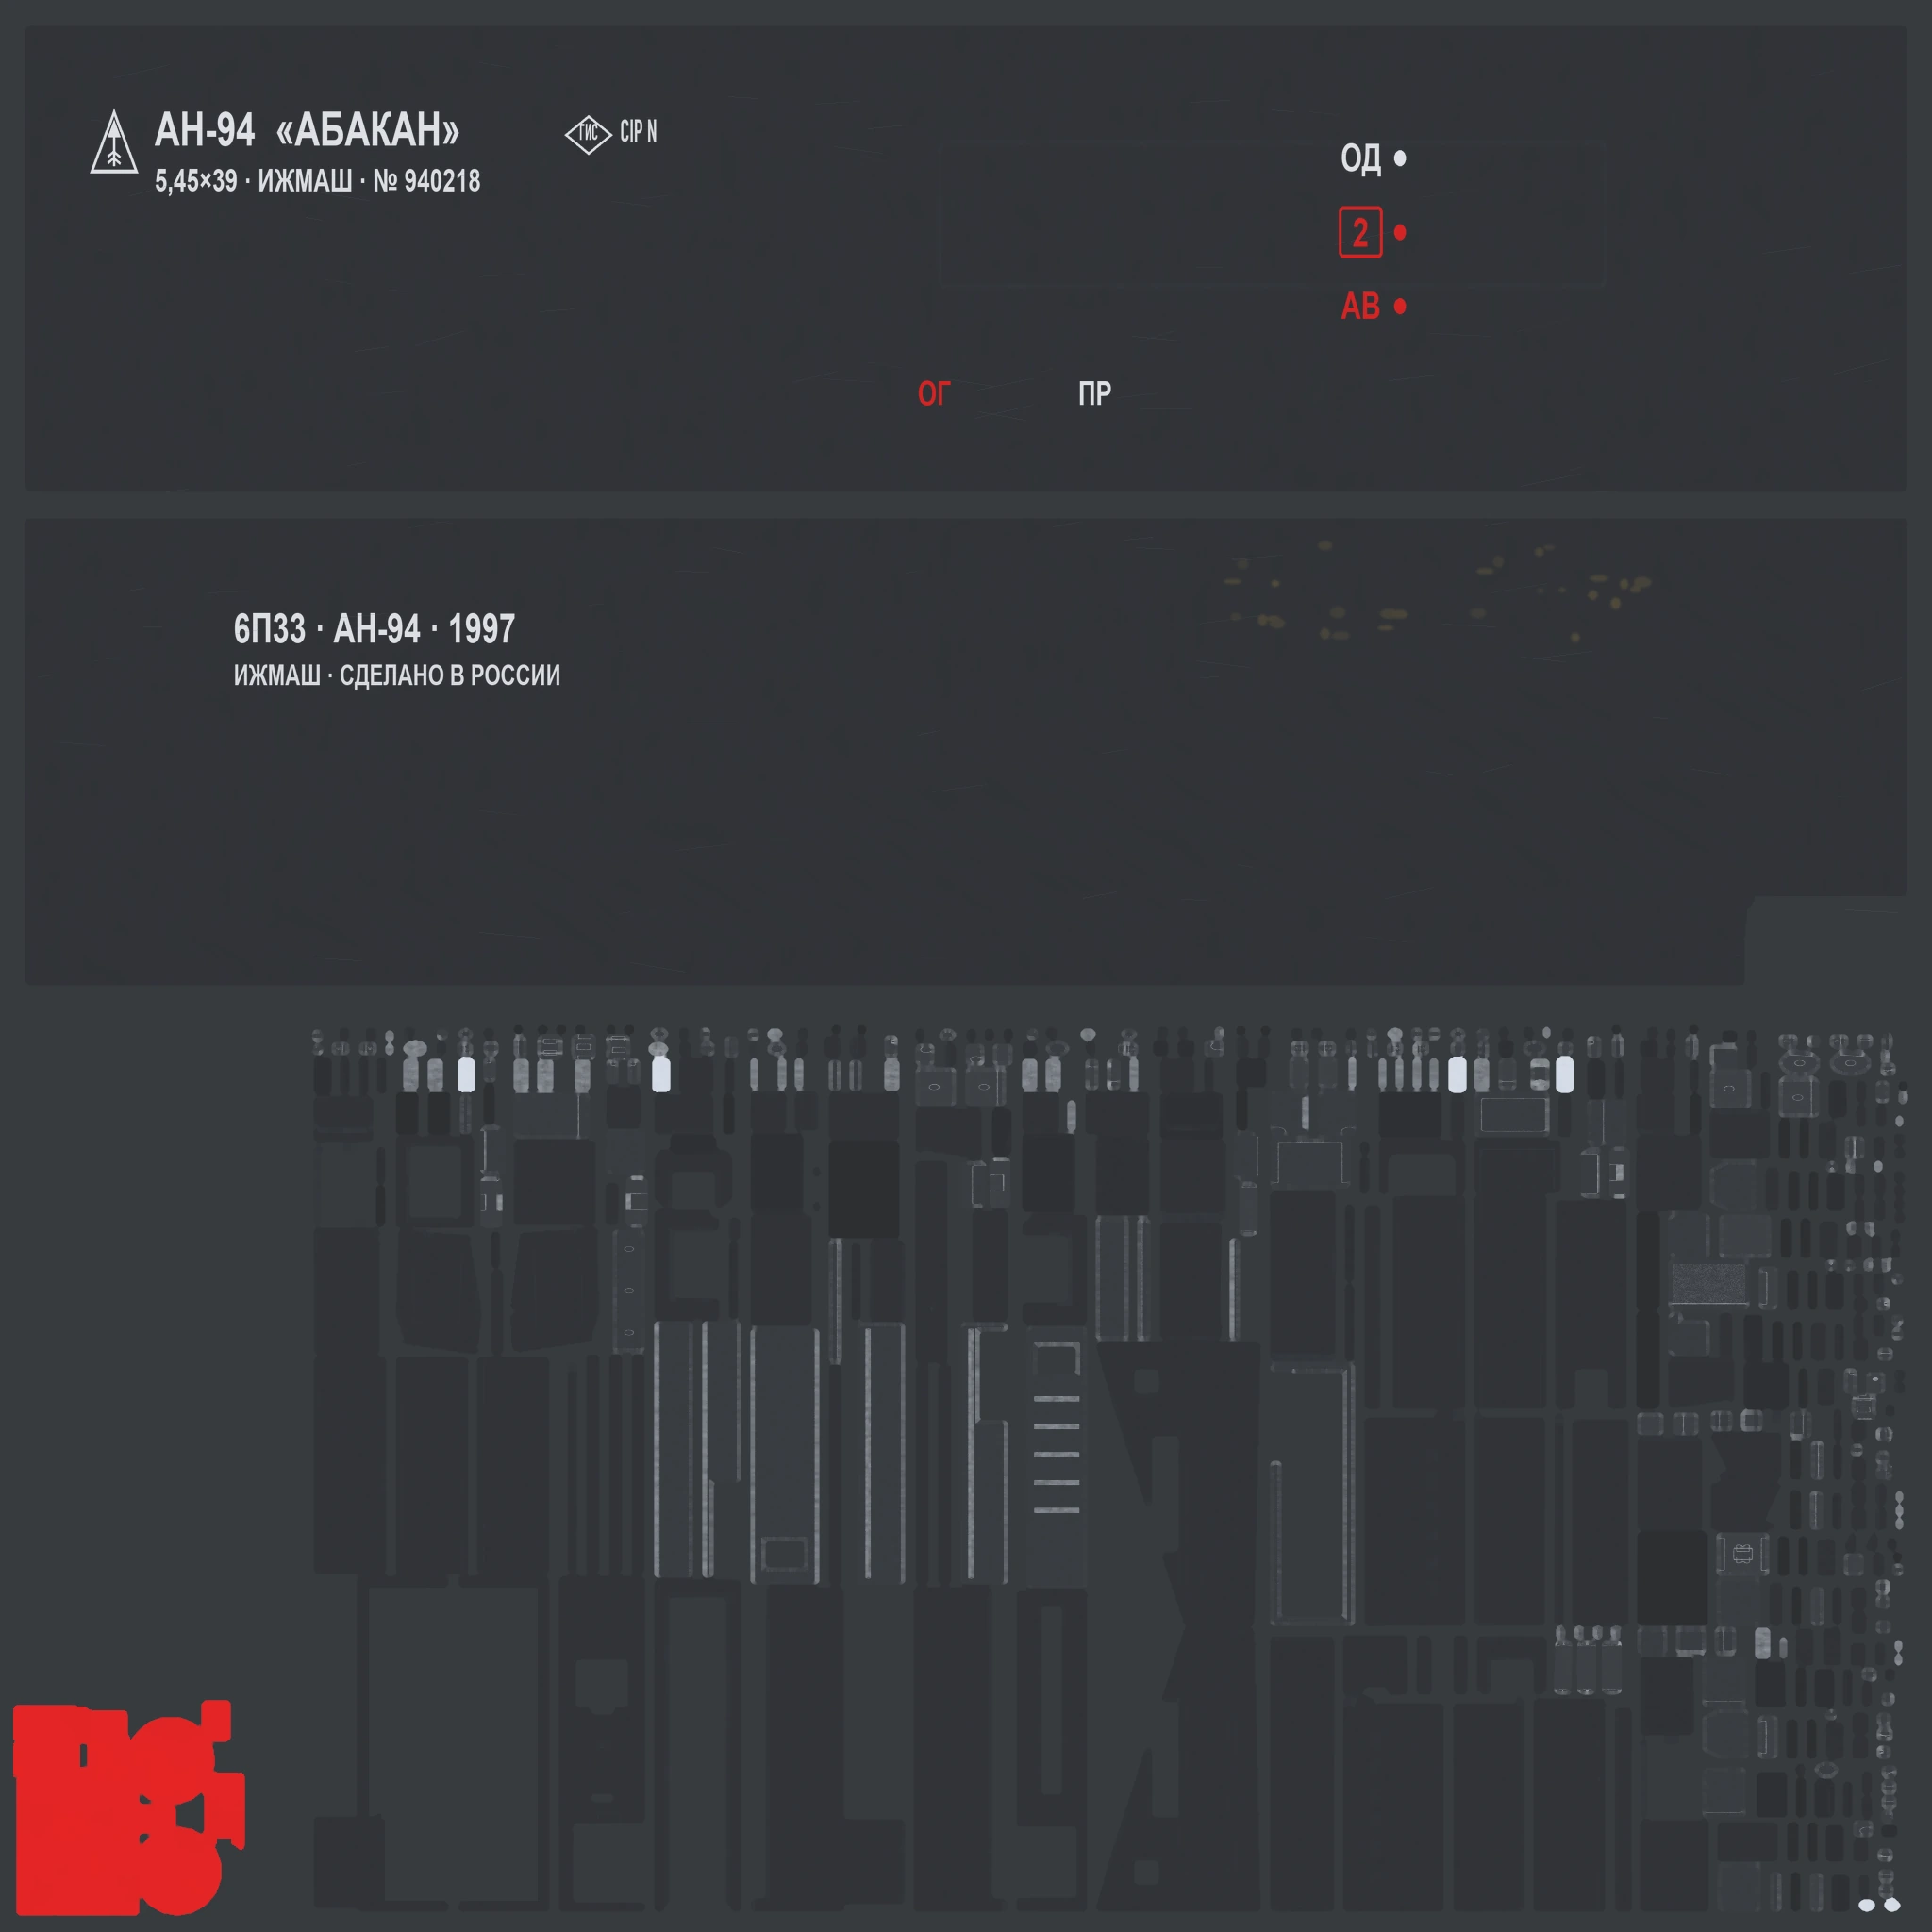 АН-94 «АБАКАН»
5,45×39 · ИЖМАШ · № 940218
ГИС CIP N
ОД
2
АВ
ОГ ПР
6П33 · АН-94 · 1997
ИЖМАШ · СДЕЛАНО В РОССИИ